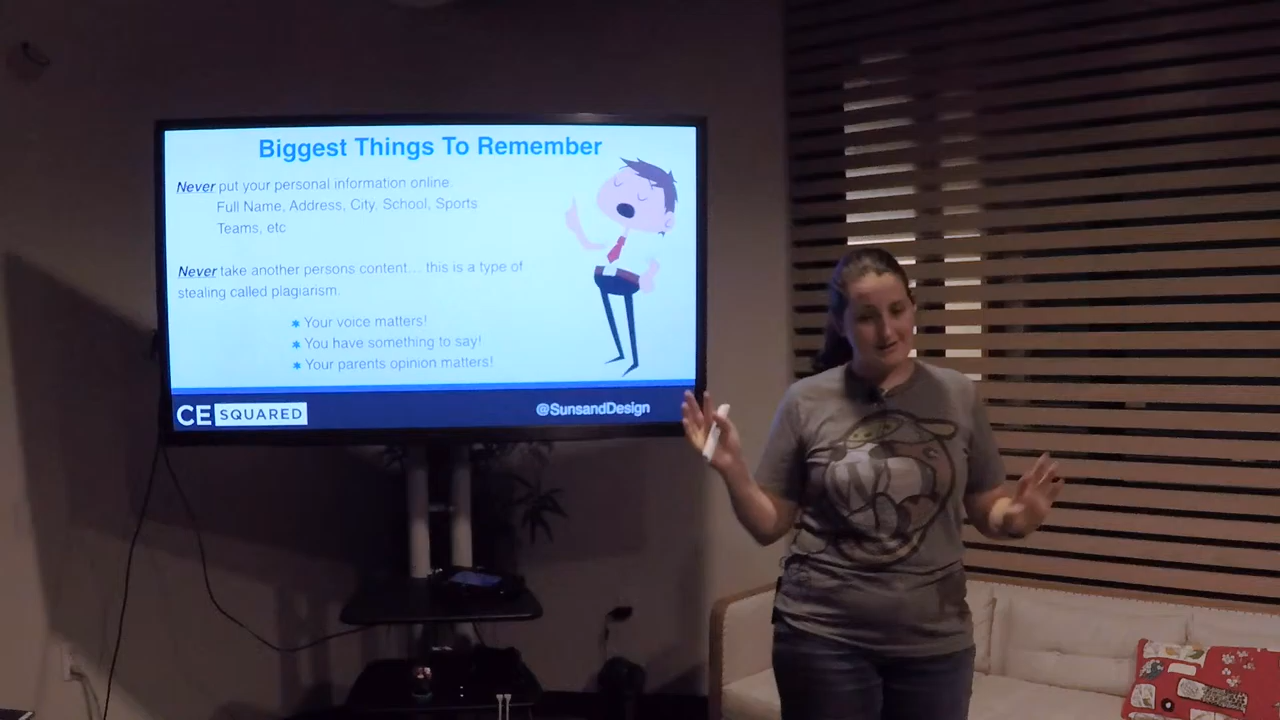 Biggest Things To Remember
Never put your personal information online.
Full Name, Address, City, School, Sports
Teams, etc
Never take another persons content... this is a type of
stealing called plagiarism.
* Your voice matters!
* You have something to say!
* Your parents opinion matters!
CE SQUARED
@SunsandDesign